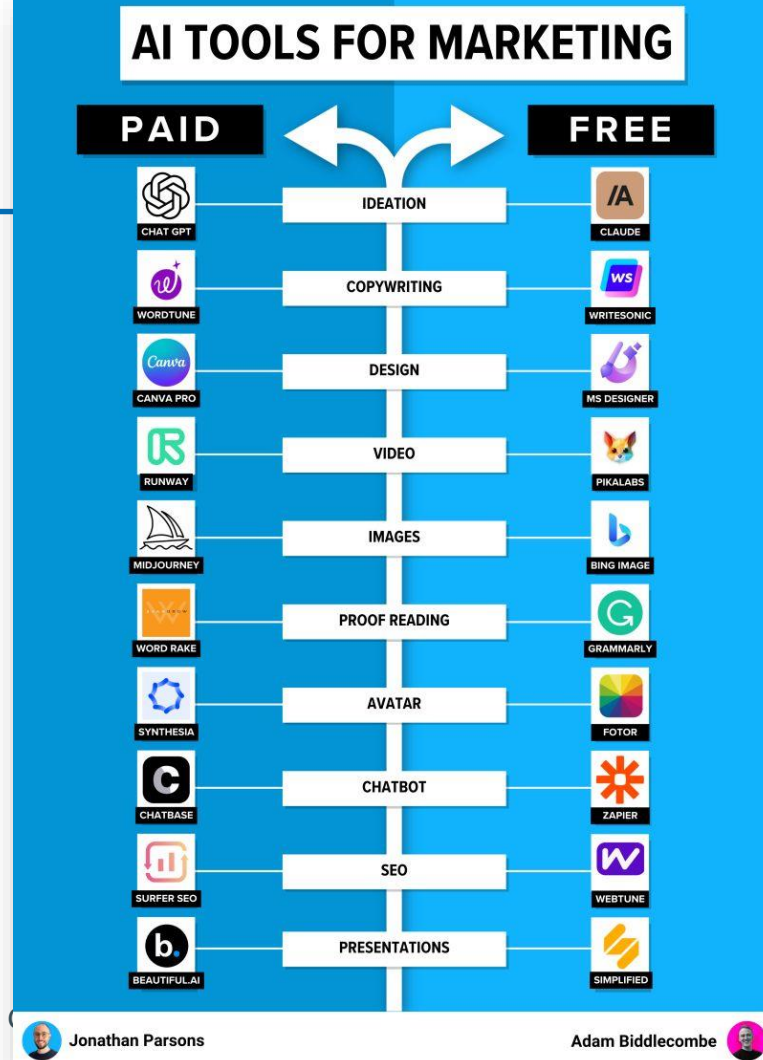 AI TOOLS FOR MARKETING
PAID
FREE
IDEATION
CHAT GPT
/A
CLAUDE
COPYWRITING
WORDTUNE
WS
WRITESONIC
Canva
DESIGN
CANVA PRO
MS DESIGNER
VIDEO
RUNWAY
PIKALABS
IMAGES
MIDJOURNEY
BING IMAGE
PROOF READING
WORD RAKE
GRAMMARLY
AVATAR
SYNTHESIA
FOTOR
C
CHATBOT
CHATBASE
ZAPIER
SEO
SURFER SEO
WEBTUNE
b.
PRESENTATIONS
BEAUTIFUL.AI
SIMPLIFIED
Jonathan Parsons
Adam Biddlecombe